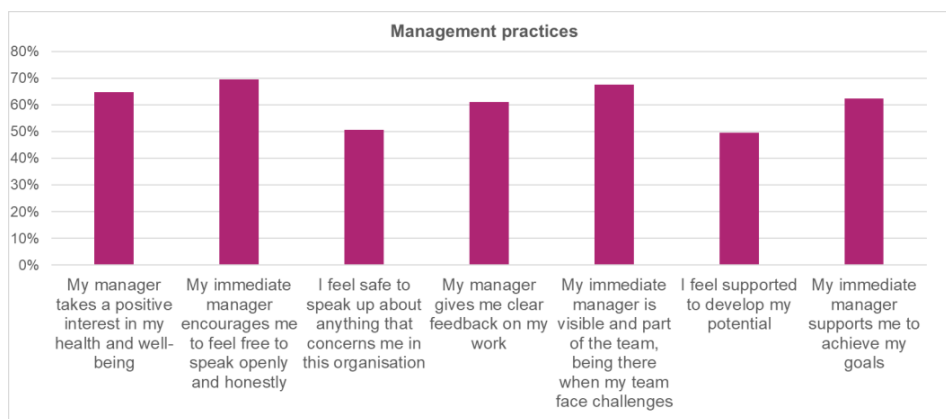 Management practices
80%
70%
60%
50%
40%
30%
20%
10%
0%
My manager
takes a positive
interest in my
health and well-
being
My immediate
manager
encourages me
to feel free to
speak openly
and honestly
I feel safe to
speak up about
anything that
concerns me in
this organisation
My manager
gives me clear
feedback on my
work
My immediate
manager is
visible and part
of the team,
being there
when my team
face challenges
I feel supported
to develop my
potential
My immediate
manager
supports me to
achieve my
goals